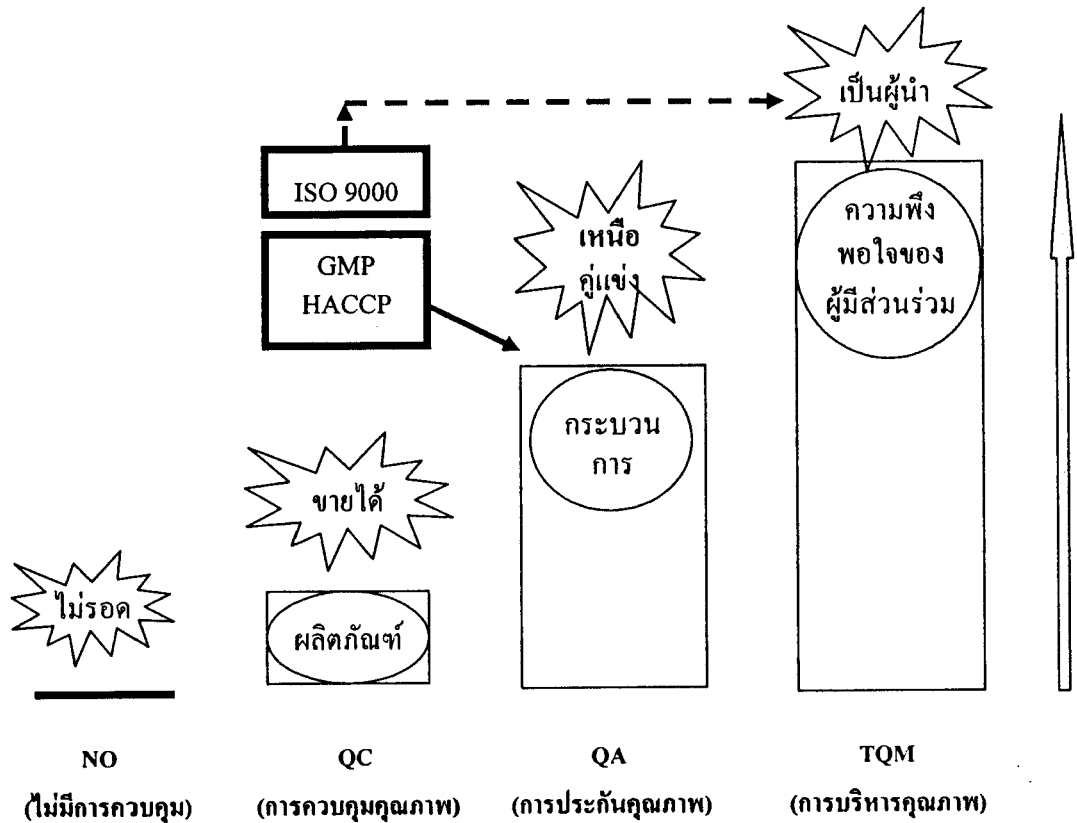 เป็นผู้นำ
ISO 9000
GMP
HACCP
เหนือ
คู่แข่ง
ความพึง
พอใจของ
ผู้มีส่วนร่วม
กระบวน
การ
ขายได้
ไม่รอด
ผลิตภัณฑ์
NO
QC
QA
TQM
(ไม่มีการควบคุม)
(การควบคุมคุณภาพ)
(การประกันคุณภาพ)
(การบริหารคุณภาพ)